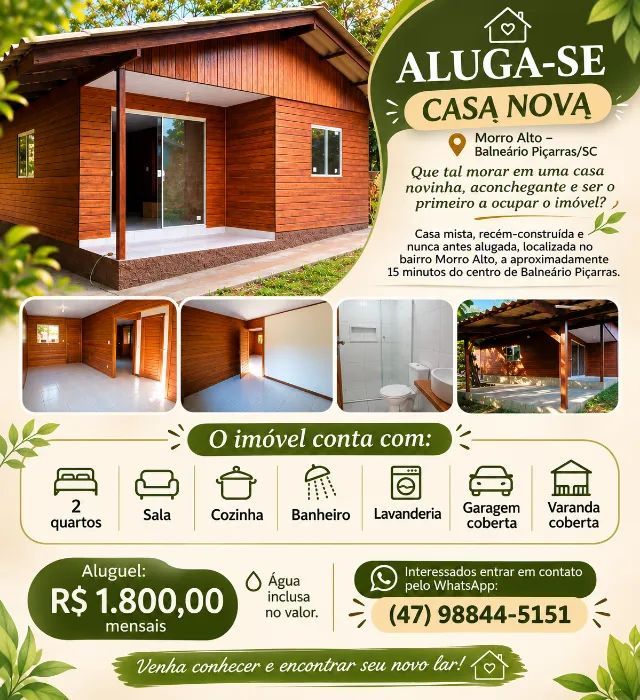 ALUGA-SE
CASA NOVA
Morro Alto –
Balneário Piçarras/SC
Que tal morar em uma casa
novinha, aconchegante e ser o
primeiro a ocupar o imóvel?
Casa mista, recém-construída e
nunca antes alugada, localizada no
bairro Morro Alto, a aproximadamente
15 minutos do centro de Balneário Piçarras.
O imóvel conta com:
2
quartos
Sala
Cozinha
Banheiro
Lavanderia
Garagem
coberta
Varanda
coberta
Aluguel:
R$ 1.800,00
mensais
Água
inclusa
no valor.
Interessados entrar em contato
pelo WhatsApp:
(47) 98844-5151
Venha conhecer e encontrar seu novo lar!